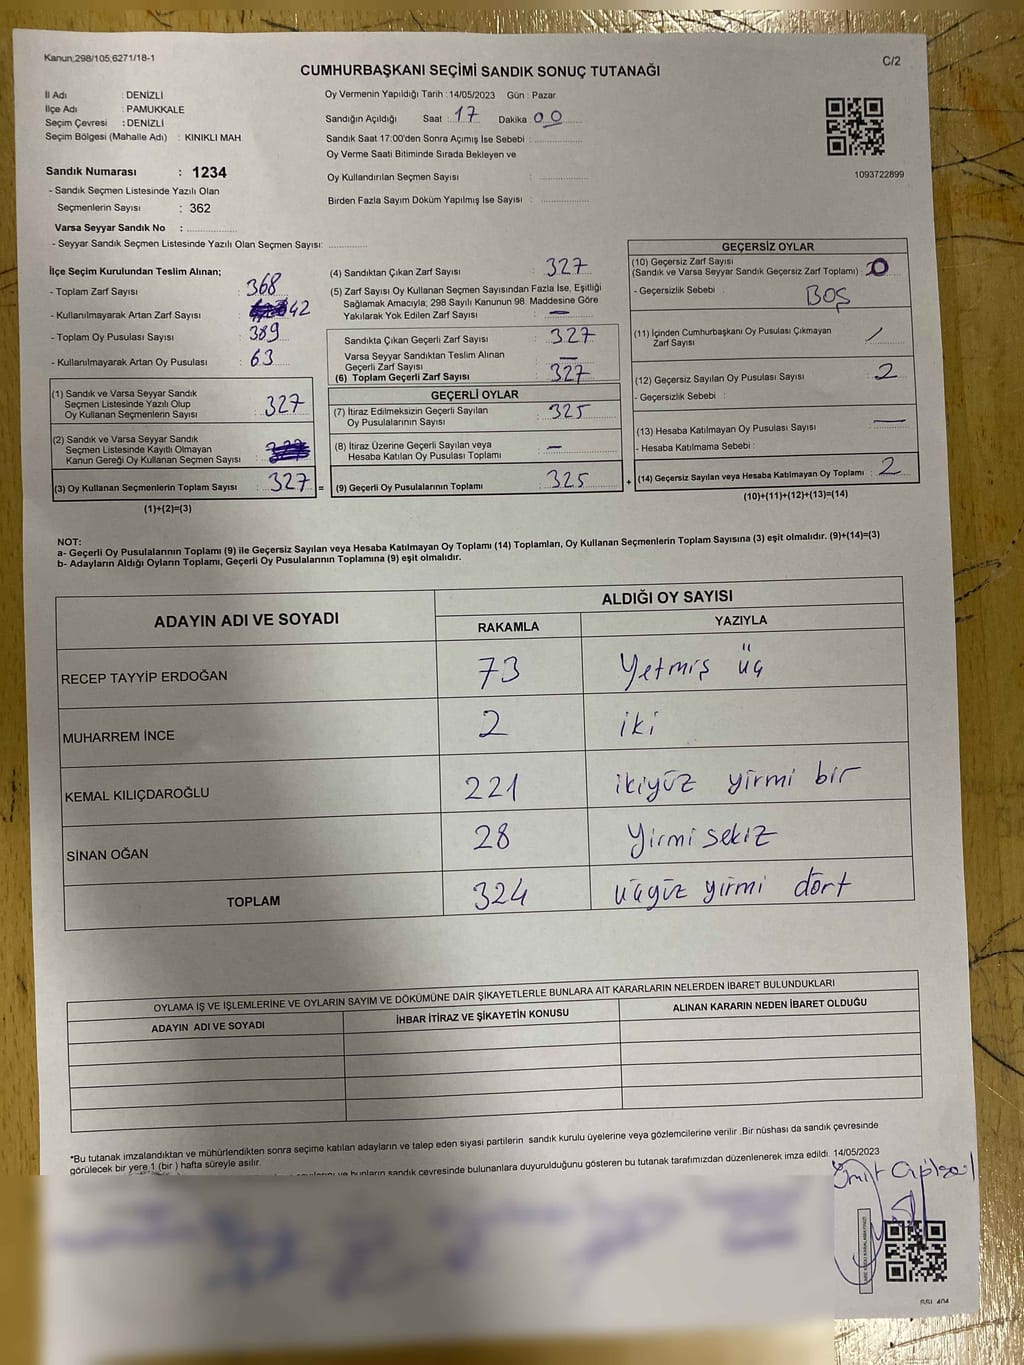 Kanun.298/105,6271/18-1
C/2
CUMHURBAŞKANI SEÇİMİ SANDIK SONUÇ TUTANAĞI
İl Adı : DENİZLİ
İlçe Adı : PAMUKKALE
Seçim Çevresi : DENİZLİ
Seçim Bölgesi (Mahalle Adı) : KINIKLI MAH.
Sandık Numarası : 1234
- Sandık Seçmen Listesinde Yazılı Olan
Seçmenlerin Sayısı : 362
Varsa Seyyar Sandık No :
- Seyyar Sandık Seçmen Listesinde Yazılı Olan Seçmen Sayısı:
Oy Vermenin Yapıldığı Tarih : 14/05/2023 Gün : Pazar
Sandığın Açıldığı Saat : 17 Dakika : 00
Sandık Saat 17:00'den Sonra Açımış İse Sebebi :
Oy Verme Saati Bitiminde Sırada Bekleyen ve
Oy Kullandırılan Seçmen Sayısı :
Birden Fazla Sayım Döküm Yapılmış İse Sayısı :
1093722899
İlçe Seçim Kurulundan Teslim Alınan;
- Toplam Zarf Sayısı : 368
- Kullanılmayarak Artan Zarf Sayısı : 42
- Toplam Oy Pusulası Sayısı : 389
- Kullanılmayarak Artan Oy Pusulası : 63
(1) Sandık ve Varsa Seyyar Sandık
Seçmen Listesinde Yazılı Olup
Oy Kullanan Seçmenlerin Sayısı : 327
(2) Sandık ve Varsa Seyyar Sandık
Seçmen Listesinde Kayıtlı Olmayan
Kanun Gereği Oy Kullanan Seçmen Sayısı :
(3) Oy Kullanan Seçmenlerin Toplam Sayısı : 327 =
(1)+(2)=(3)
(4) Sandıktan Çıkan Zarf Sayısı : 327
(5) Zarf Sayısı Oy Kullanan Seçmen Sayısından Fazla İse, Eşitliği
Sağlamak Amacıyla; 298 Sayılı Kanunun 98. Maddesine Göre
Yakılarak Yok Edilen Zarf Sayısı : —
Sandıkta Çıkan Geçerli Zarf Sayısı : 327
Varsa Seyyar Sandıktan Teslim Alınan
Geçerli Zarf Sayısı : —
(6) Toplam Geçerli Zarf Sayısı : 327
GEÇERLİ OYLAR
(7) İtiraz Edilmeksizin Geçerli Sayılan
Oy Pusulalarının Sayısı : 325
(8) İtiraz Üzerine Geçerli Sayılan veya
Hesaba Katılan Oy Pusulası Toplamı : —
(9) Geçerli Oy Pusulalarının Toplamı : 325 +
GEÇERSİZ OYLAR
(10) Geçersiz Zarf Sayısı
(Sandık ve Varsa Seyyar Sandık Geçersiz Zarf Toplamı) : 0
- Geçersizlik Sebebi : BOŞ
(11) İçinden Cumhurbaşkanı Oy Pusulası Çıkmayan
Zarf Sayısı : /
(12) Geçersiz Sayılan Oy Pusulası Sayısı : 2
- Geçersizlik Sebebi :
(13) Hesaba Katılmayan Oy Pusulası Sayısı : —
- Hesaba Katılmama Sebebi :
(14) Geçersiz Sayılan veya Hesaba Katılmayan Oy Toplamı : 2
(10)+(11)+(12)+(13)=(14)
NOT:
a- Geçerli Oy Pusulalarının Toplamı (9) ile Geçersiz Sayılan veya Hesaba Katılmayan Oy Toplamı (14) Toplamları, Oy Kullanan Seçmenlerin Toplam Sayısına (3) eşit olmalıdır. (9)+(14)=(3)
b- Adayların Aldığı Oyların Toplamı, Geçerli Oy Pusulalarının Toplamına (9) eşit olmalıdır.
ADAYIN ADI VE SOYADI ALDIĞI OY SAYISI
RAKAMLA YAZIYLA
RECEP TAYYİP ERDOĞAN 73 Yetmiş üç
MUHARREM İNCE 2 iki
KEMAL KILIÇDAROĞLU 221 ikiyüz yirmi bir
SİNAN OĞAN 28 Yirmi sekiz
TOPLAM 324 üçyüz yirmi dört
OYLAMA İŞ VE İŞLEMLERİNE VE OYLARIN SAYIM VE DÖKÜMÜNE DAİR ŞİKAYETLERLE BUNLARA AİT KARARLARIN NELERDEN İBARET BULUNDUKLARI
ADAYIN ADI VE SOYADI İHBAR İTİRAZ VE ŞİKAYETİN KONUSU ALINAN KARARIN NEDEN İBARET OLDUĞU
*Bu tutanak imzalandıktan ve mühürlendikten sonra seçime katılan adayların ve talep eden siyasi partilerin sandık kurulu üyelerine veya gözlemcilerine verilir .Bir nüshası da sandık çevresinde
görülecek bir yere 1 (bir ) hafta süreyle asılır.
ve bunların sandık çevresinde bulunanlara duyurulduğunu gösteren bu tutanak tarafımızdan düzenlenerek imza edildi. 14/05/2023